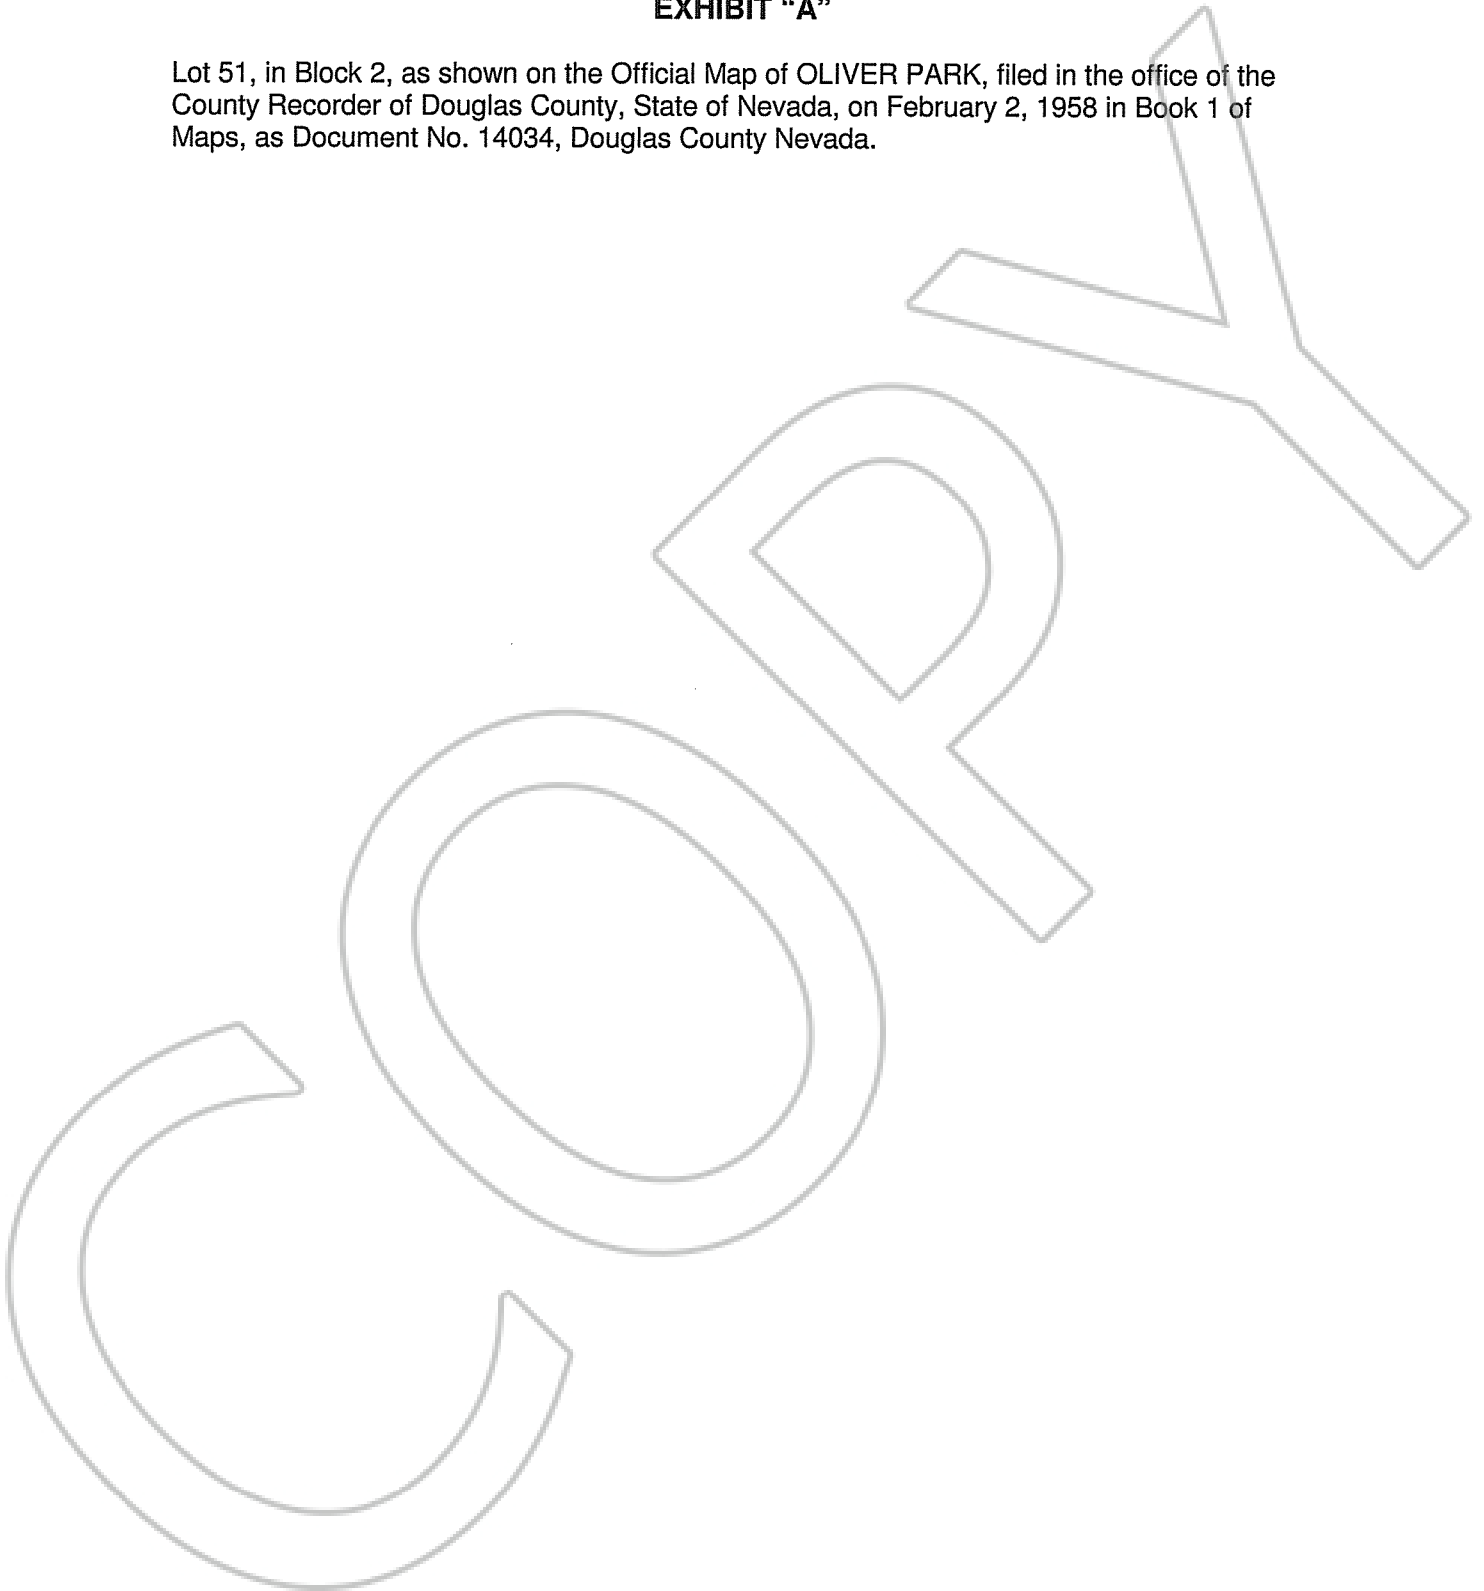 EXHIBIT "A"
Lot 51, in Block 2, as shown on the Official Map of OLIVER PARK, filed in the office of the
County Recorder of Douglas County, State of Nevada, on February 2, 1958 in Book 1 of
Maps, as Document No. 14034, Douglas County Nevada.
COPY